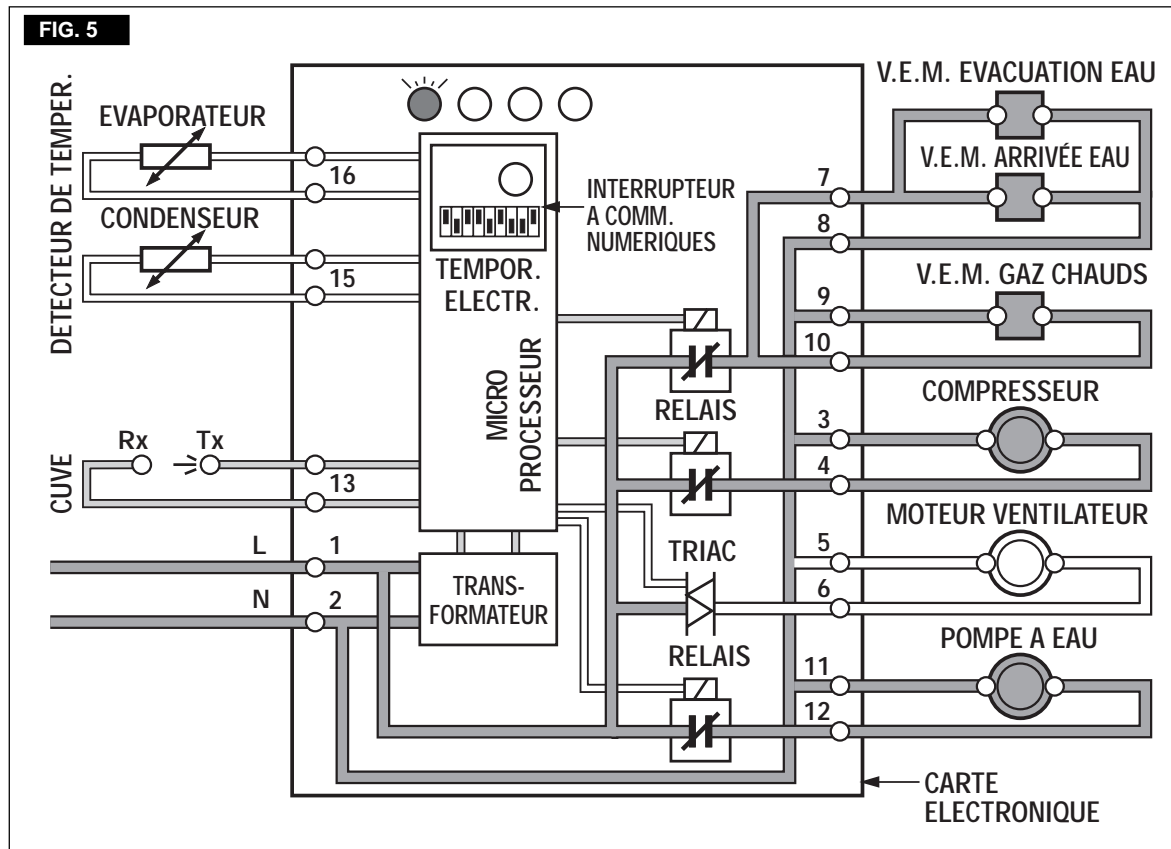 FIG. 5
V.E.M. EVACUATION EAU
V.E.M. ARRIVÉE EAU
EVAPORATEUR
16
CONDENSEUR
15
DETECTEUR DE TEMPER.
INTERRUPTEUR
A COMM.
NUMERIQUES
TEMPOR.
ELECTR.
MICRO
PROCESSEUR
7
8
V.E.M. GAZ CHAUDS
9
10
RELAIS
COMPRESSEUR
3
4
Rx
Tx
CUVE
13
MOTEUR VENTILATEUR
L
1
TRIAC
5
6
N
2
TRANS-
FORMATEUR
RELAIS
POMPE A EAU
11
12
CARTE
ELECTRONIQUE